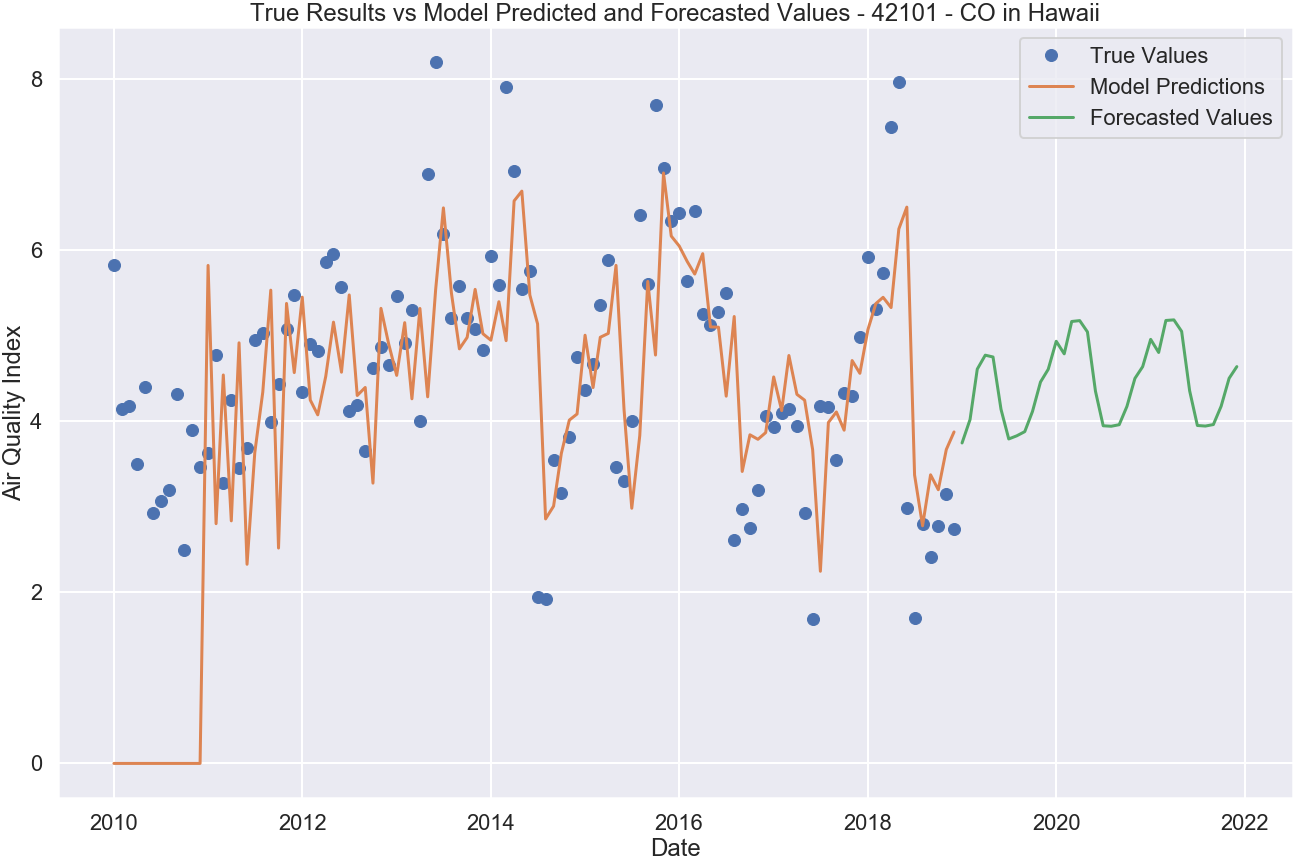 True Results vs Model Predicted and Forecasted Values - 42101 - CO in Hawaii
True Values
Model Predictions
Forecasted Values
Air Quality Index
8
6
4
2
0
2010 2012 2014 2016 2018 2020 2022
Date